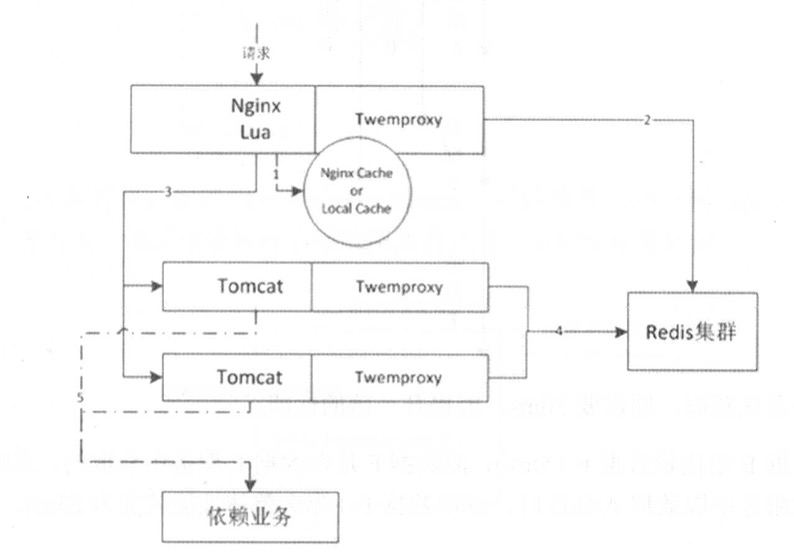 请求
Nginx
Lua
Twemproxy
2
1
3
Nginx Cache
or
Local Cache
Tomcat
Twemproxy
4
Redis集群
Tomcat
Twemproxy
5
依赖业务